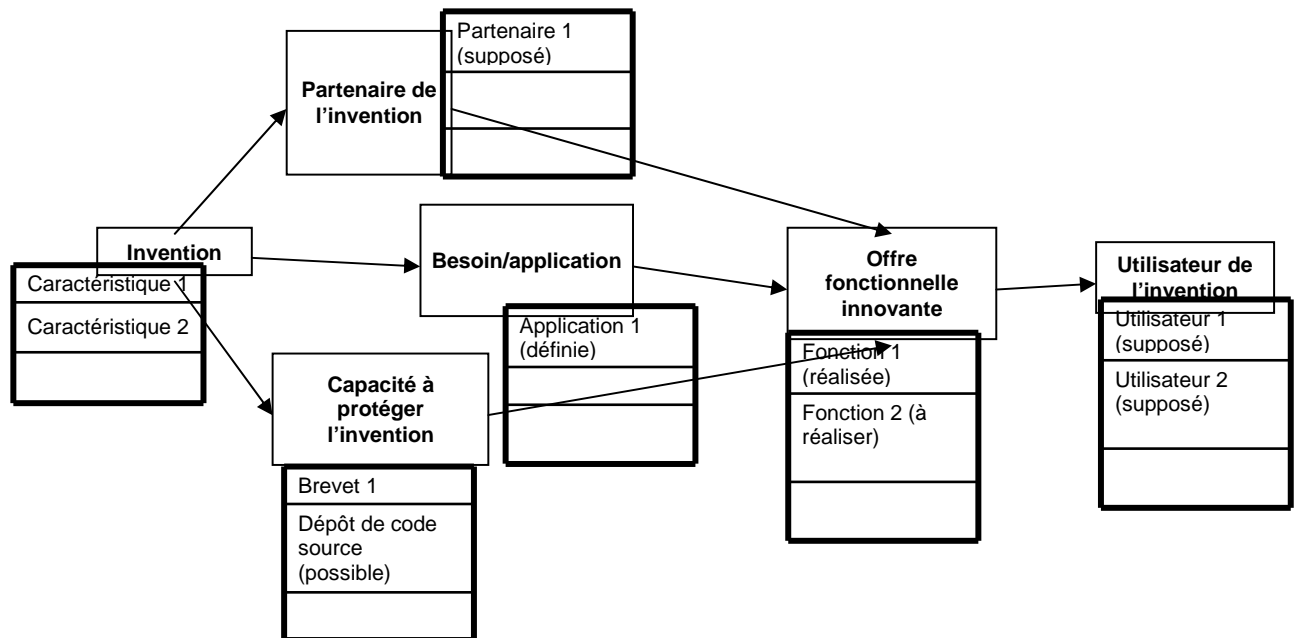 Partenaire 1
(supposé)
Partenaire de
l’invention
Invention
Caractéristique 1
Caractéristique 2
Besoin/application
Application 1
(définie)
Capacité à
protéger
l’invention
Brevet 1
Dépôt de code
source
(possible)
Offre
fonctionnelle
innovante
Fonction 1
(réalisée)
Fonction 2 (à
réaliser)
Utilisateur de
l’invention
Utilisateur 1
(supposé)
Utilisateur 2
(supposé)